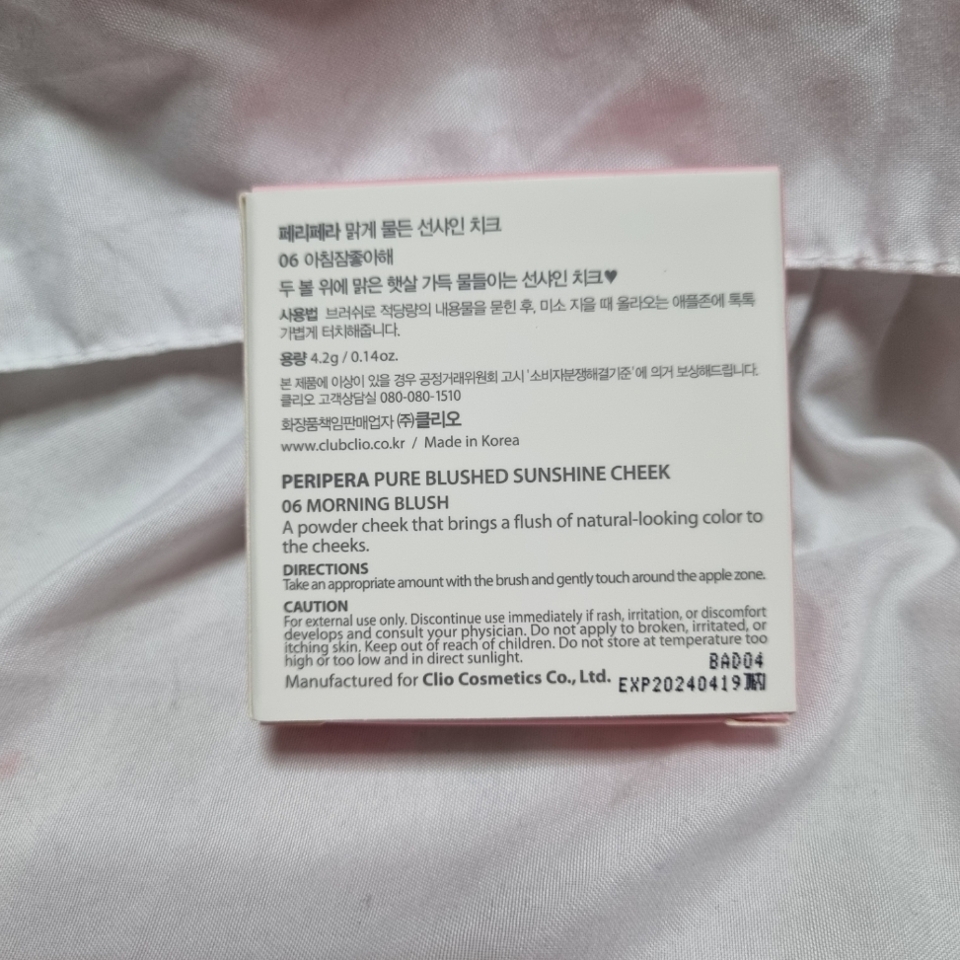 페리페라 맑게 물든 선샤인 치크
06 아침잠좋아해
두 볼 위에 맑은 햇살 가득 물들이는 선샤인 치크♥
사용법 브러쉬로 적당량의 내용물을 묻힌 후, 미소 지을 때 올라오는 애플존에 톡톡
가볍게 터치해줍니다.
용량 4.2g / 0.14oz.
본 제품에 이상이 있을 경우 공정거래위원회 고시 '소비자분쟁해결기준'에 의거 보상해드립니다.
클리오 고객상담실 080-080-1510
화장품책임판매업자 ㈜클리오
www.clubclio.co.kr / Made in Korea
PERIPERA PURE BLUSHED SUNSHINE CHEEK
06 MORNING BLUSH
A powder cheek that brings a flush of natural-looking color to
the cheeks.
DIRECTIONS
Take an appropriate amount with the brush and gently touch around the apple zone.
CAUTION
For external use only. Discontinue use immediately if rash, irritation, or discomfort
develops and consult your physician. Do not apply to broken, irritated, or
itching skin. Keep out of reach of children. Do not store at temperature too
high or too low and in direct sunlight.
BAD04
Manufactured for Clio Cosmetics Co., Ltd. EXP20240419